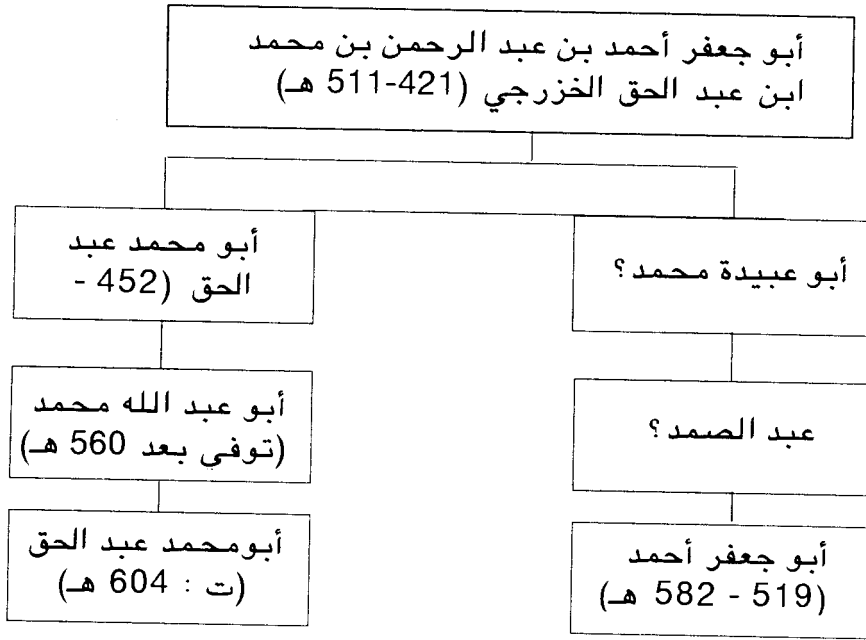 أبو جعفر أحمد بن عبد الرحمن بن محمد
ابن عبد الحق الخزرجي (421-511 هـ)
أبو عبيدة محمد؟
أبو محمد عبد
الحق (452 -
عبد الصمد؟
أبو عبد الله محمد
(توفي بعد 560 هـ)
أبو جعفر أحمد
(519 - 582 هـ)
أبومحمد عبد الحق
(ت : 604 هـ)